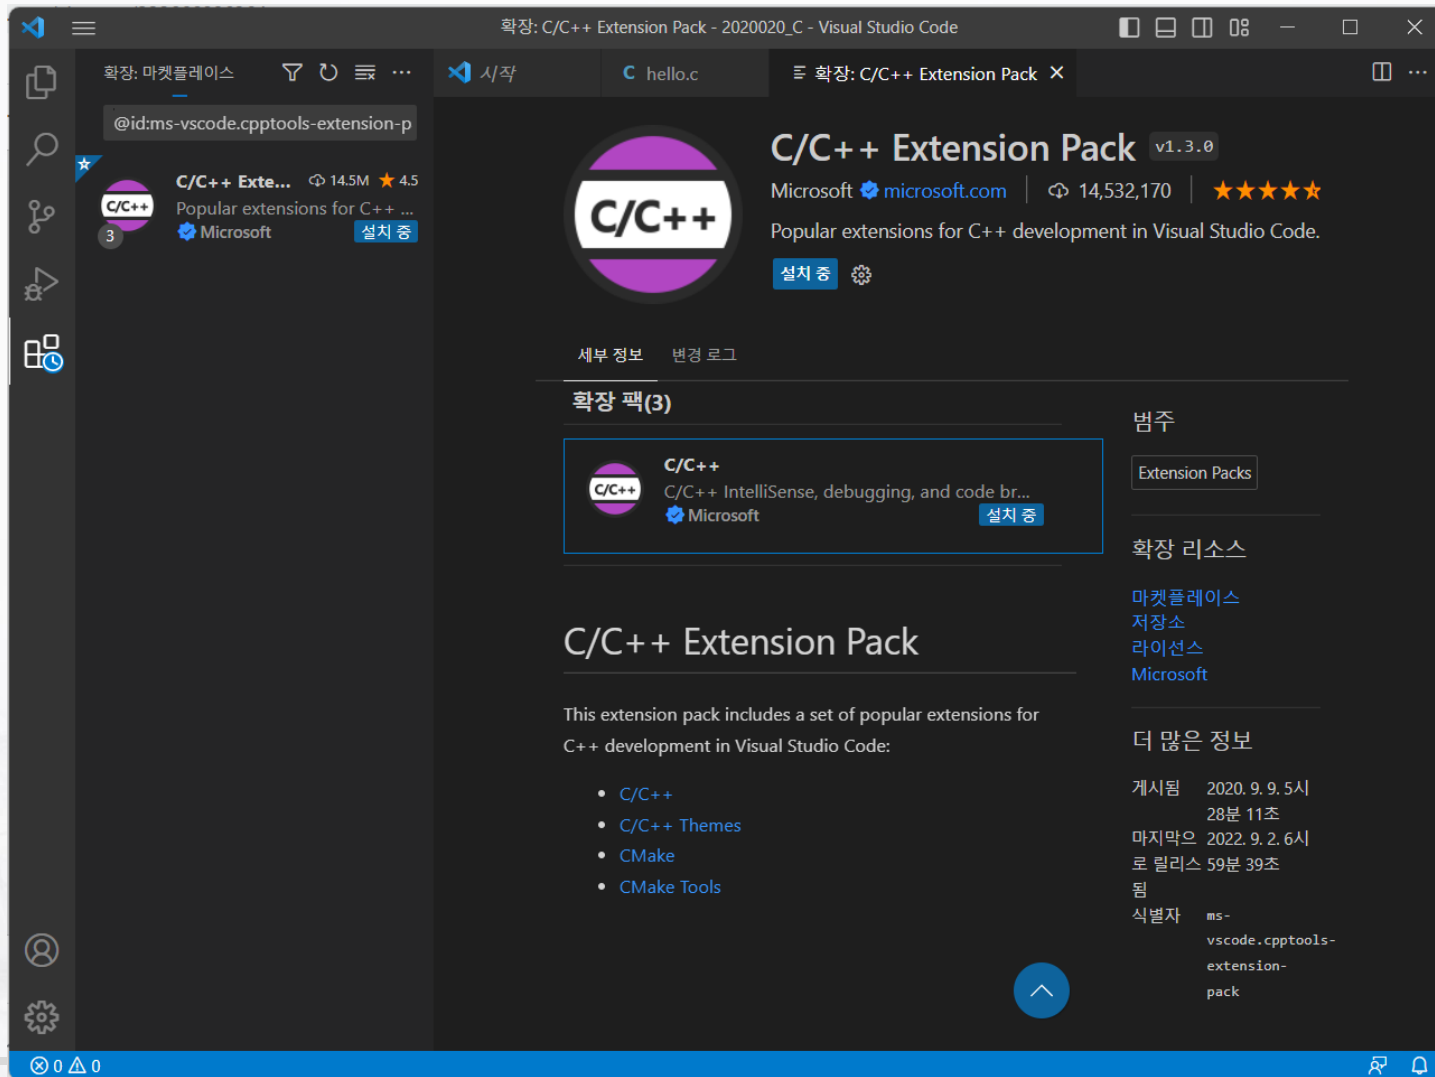 확장: C/C++ Extension Pack - 2020020_C - Visual Studio Code
확장: 마켓플레이스
시작
C hello.c
확장: C/C++ Extension Pack
@id:ms-vscode.cpptools-extension-p
C/C++ Exte... 14.5M ★ 4.5
Popular extensions for C++ ...
Microsoft 설치 중
C/C++
3
C/C++
C/C++ Extension Pack v1.3.0
Microsoft microsoft.com 14,532,170
Popular extensions for C++ development in Visual Studio Code.
설치 중
세부 정보 변경 로그
확장 팩(3)
C/C++
C/C++
C/C++ IntelliSense, debugging, and code br...
Microsoft 설치 중
C/C++ Extension Pack
This extension pack includes a set of popular extensions for
C++ development in Visual Studio Code:
• C/C++
• C/C++ Themes
• CMake
• CMake Tools
범주
Extension Packs
확장 리소스
마켓플레이스
저장소
라이선스
Microsoft
더 많은 정보
게시됨 2020. 9. 9. 5시
28분 11초
마지막으 2022. 9. 2. 6시
로 릴리스 59분 39초
됨
식별자 ms-
vscode.cpptools-
extension-
pack
0 0